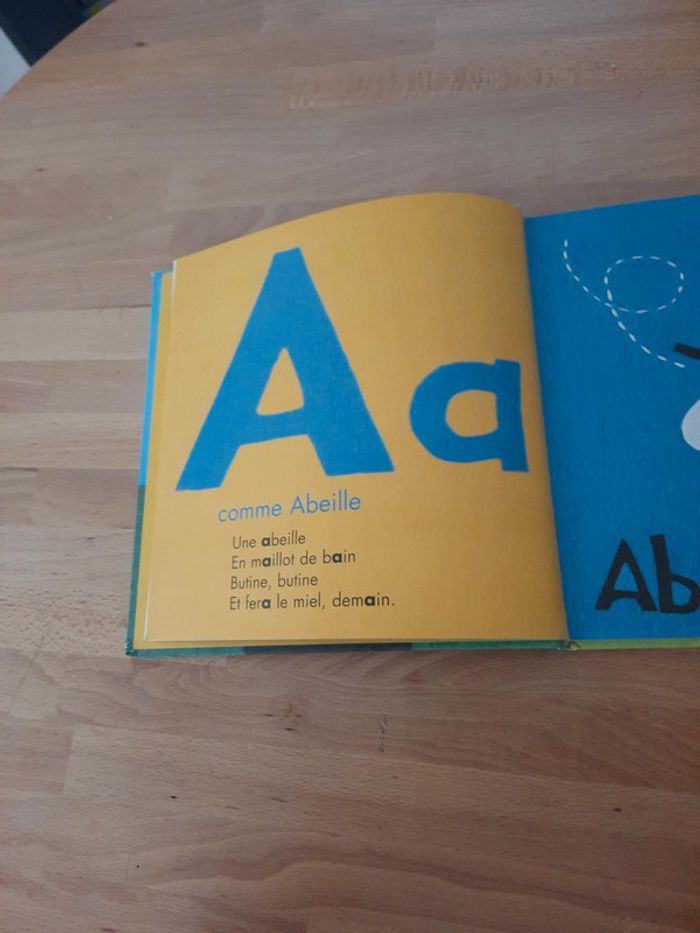 Aa
comme Abeille
Une abeille
En maillot de bain
Butine, butine
Et fera le miel, demain.
Ab